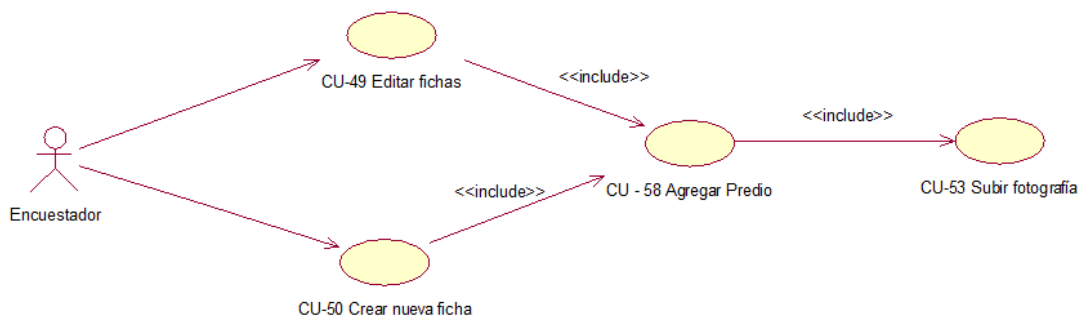 CU-49 Editar fichas
<<include>>
<<include>>
CU - 58 Agregar Predio
CU-53 Subir fotografía
<<include>>
Encuestador
CU-50 Crear nueva ficha